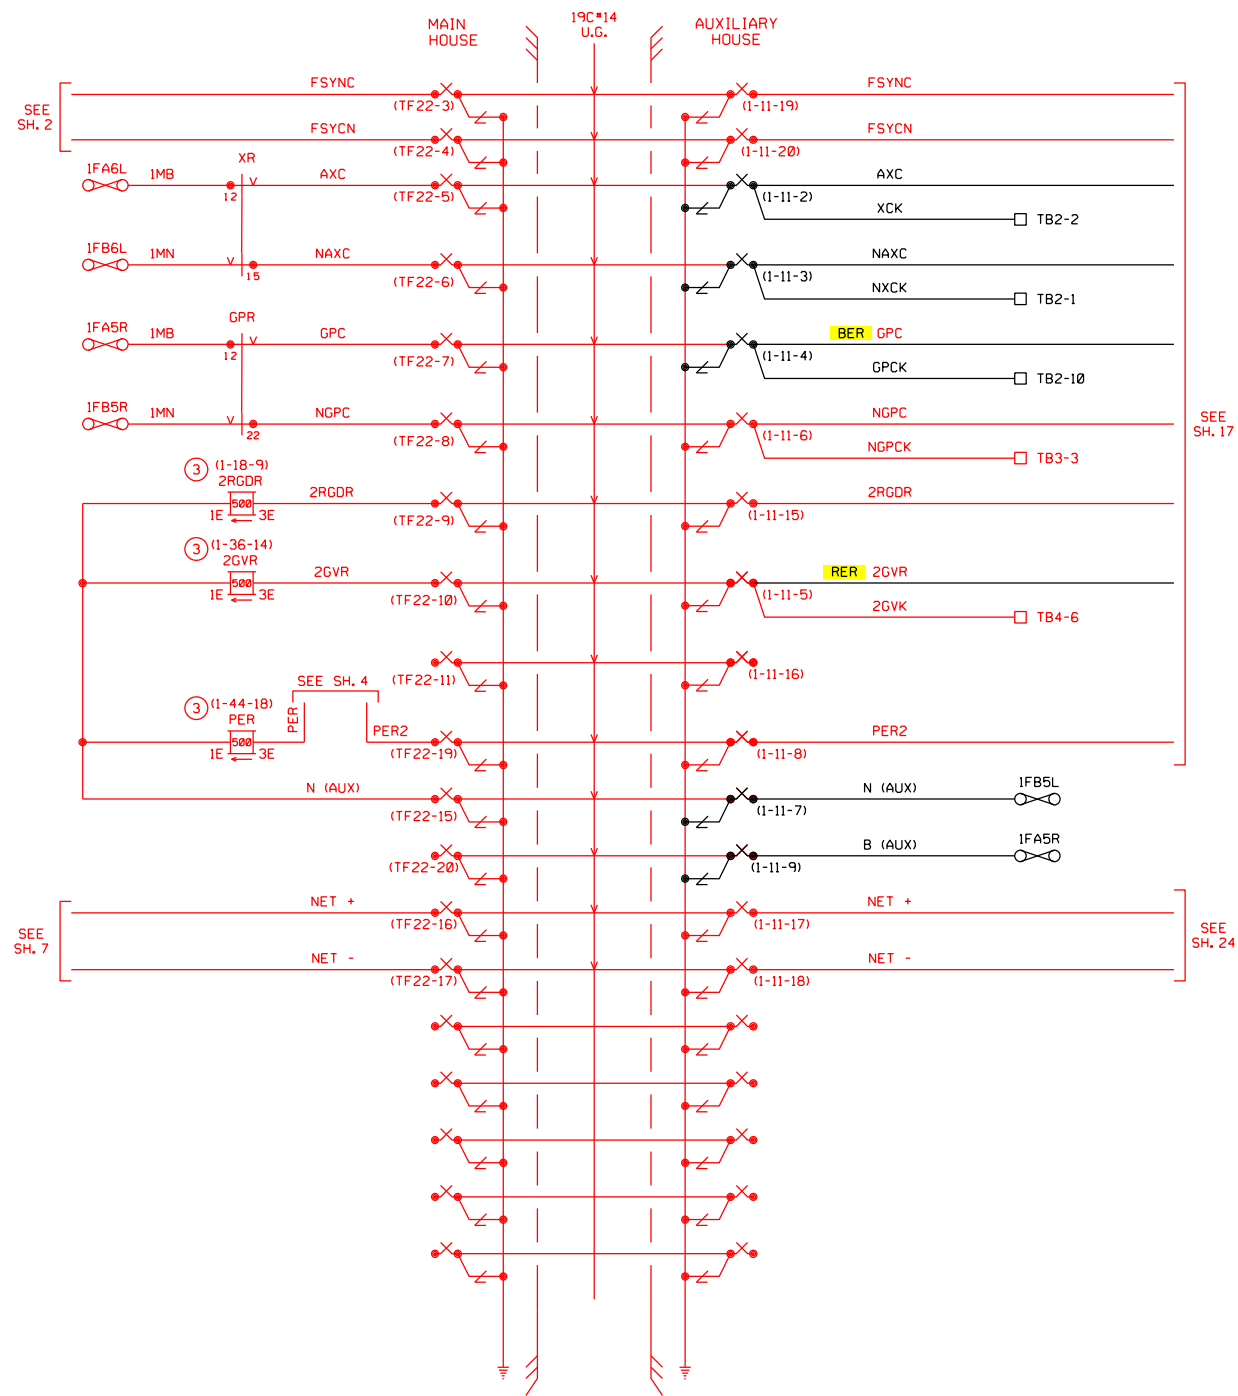 MAIN
HOUSE
19C#14
U.G.
AUXILIARY
HOUSE
SEE
SH. 2
FSYNC
(TF22-3)
(1-11-19)
FSYNC
FSYCN
(TF22-4)
(1-11-20)
FSYCN
1FA6L
1MB
XR
12
AXC
(TF22-5)
(1-11-2)
AXC
XCK
TB2-2
1FB6L
1MN
15
NAXC
(TF22-6)
(1-11-3)
NAXC
NXCK
TB2-1
1FA5R
1MB
GPR
12
GPC
(TF22-7)
(1-11-4)
BER GPC
GPCK
TB2-10
1FB5R
1MN
22
NGPC
(TF22-8)
(1-11-6)
NGPC
NGPCK
TB3-3
SEE
SH. 17
3
(1-18-9)
2RGDR
500
1E
3E
2RGDR
(TF22-9)
(1-11-15)
2RGDR
3
(1-36-14)
2GVR
500
1E
3E
2GVR
(TF22-10)
(1-11-5)
RER 2GVR
2GVK
TB4-6
(TF22-11)
(1-11-16)
SEE SH. 4
3
(1-44-18)
PER
500
1E
3E
PER
PER2
(TF22-19)
(1-11-8)
PER2
N (AUX)
(TF22-15)
(1-11-7)
N (AUX)
1FB5L
(TF22-20)
(1-11-9)
B (AUX)
1FA5R
SEE
SH. 7
NET +
(TF22-16)
(1-11-17)
NET +
NET -
(TF22-17)
(1-11-18)
NET -
SEE
SH. 24